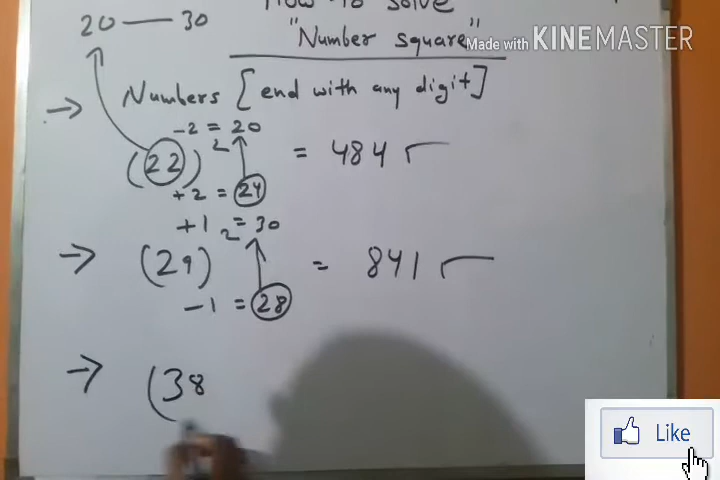 How to solve
20 — 30
"Number square"
Made with KINEMASTER
→ Numbers [end with any digit]
-2 = 20
(22)² = 484
+2 = 24
+1 = 30
→ (29)² = 841
-1 = 28
→ (38
Like